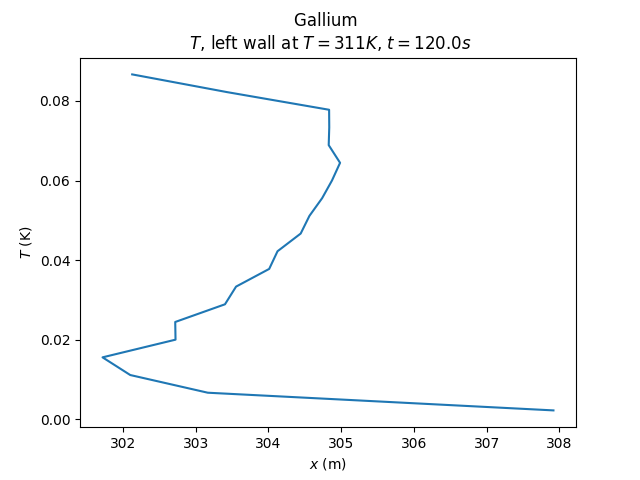 Gallium
T, left wall at T = 311K, t = 120.0s
0.08
0.06
0.04
0.02
0.00
T (K)
302 303 304 305 306 307 308
x (m)